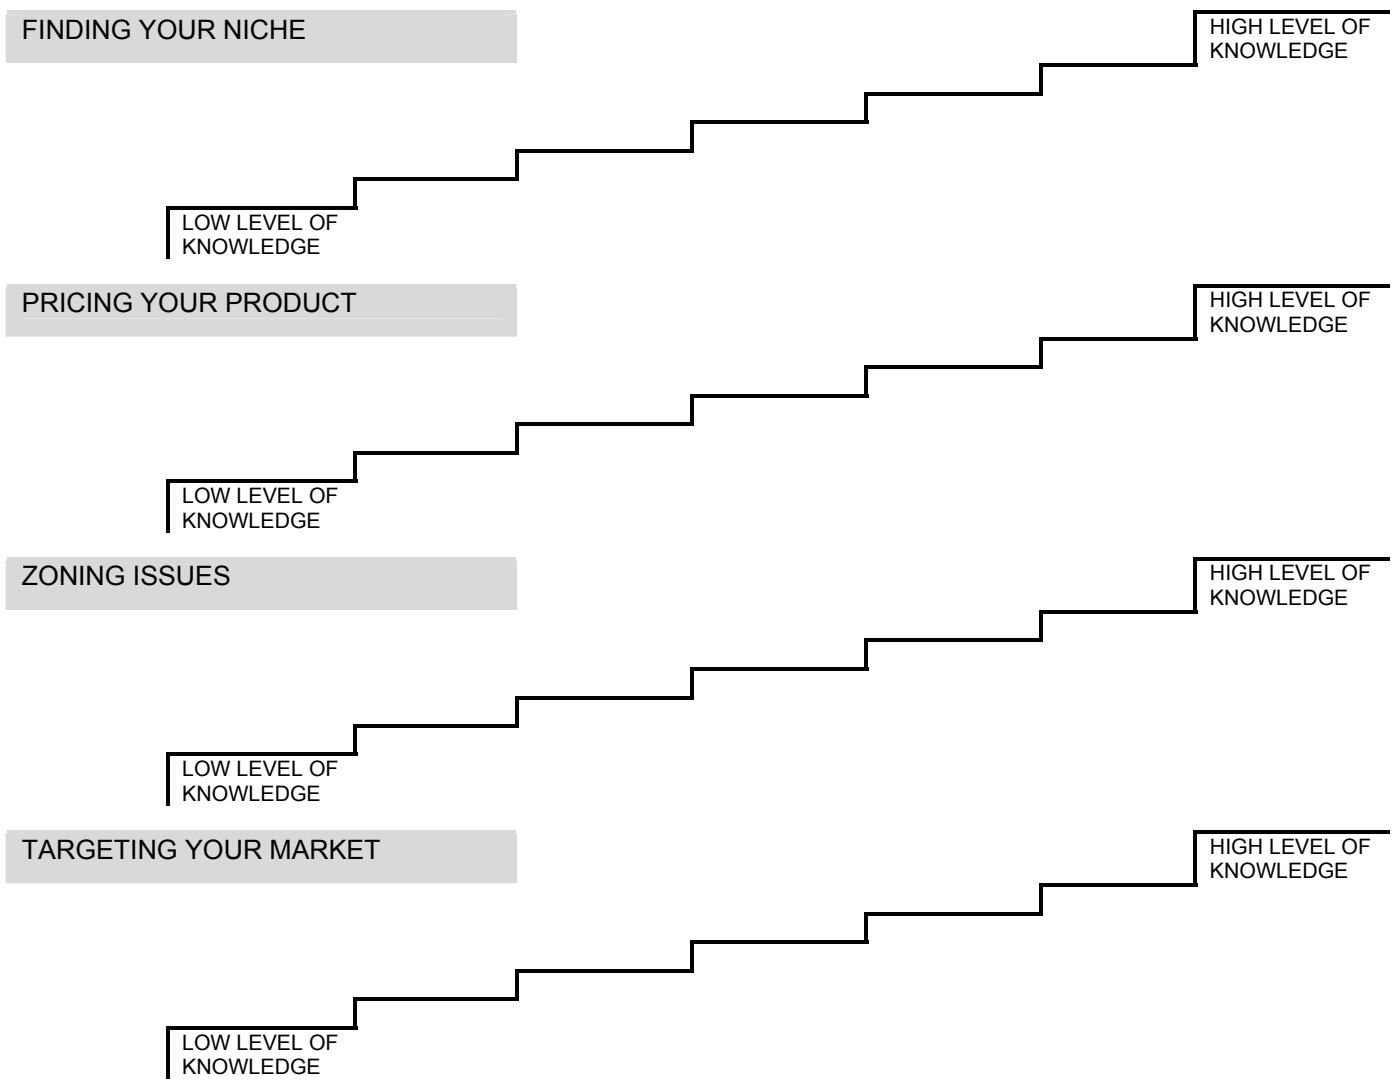 FINDING YOUR NICHE
HIGH LEVEL OF
KNOWLEDGE
LOW LEVEL OF
KNOWLEDGE
PRICING YOUR PRODUCT
HIGH LEVEL OF
KNOWLEDGE
LOW LEVEL OF
KNOWLEDGE
ZONING ISSUES
HIGH LEVEL OF
KNOWLEDGE
LOW LEVEL OF
KNOWLEDGE
TARGETING YOUR MARKET
HIGH LEVEL OF
KNOWLEDGE
LOW LEVEL OF
KNOWLEDGE